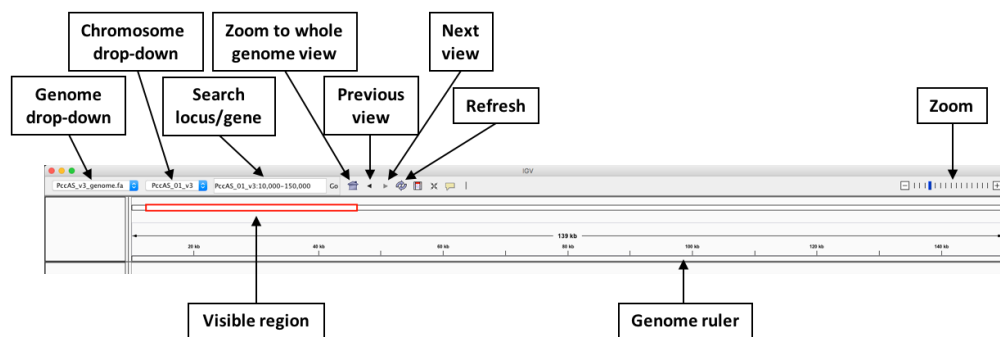 Chromosome
drop-down
Zoom to whole
genome view
Next
view
Genome
drop-down
Search
locus/gene
Previous
view
Refresh
Zoom
IGV
PccAS_v3_genome.fa
PccAS_01_v3
PccAS_01_v3:10,000-150,000
Go
139 kb
20 kb
40 kb
60 kb
80 kb
100 kb
120 kb
140 kb
Visible region
Genome ruler